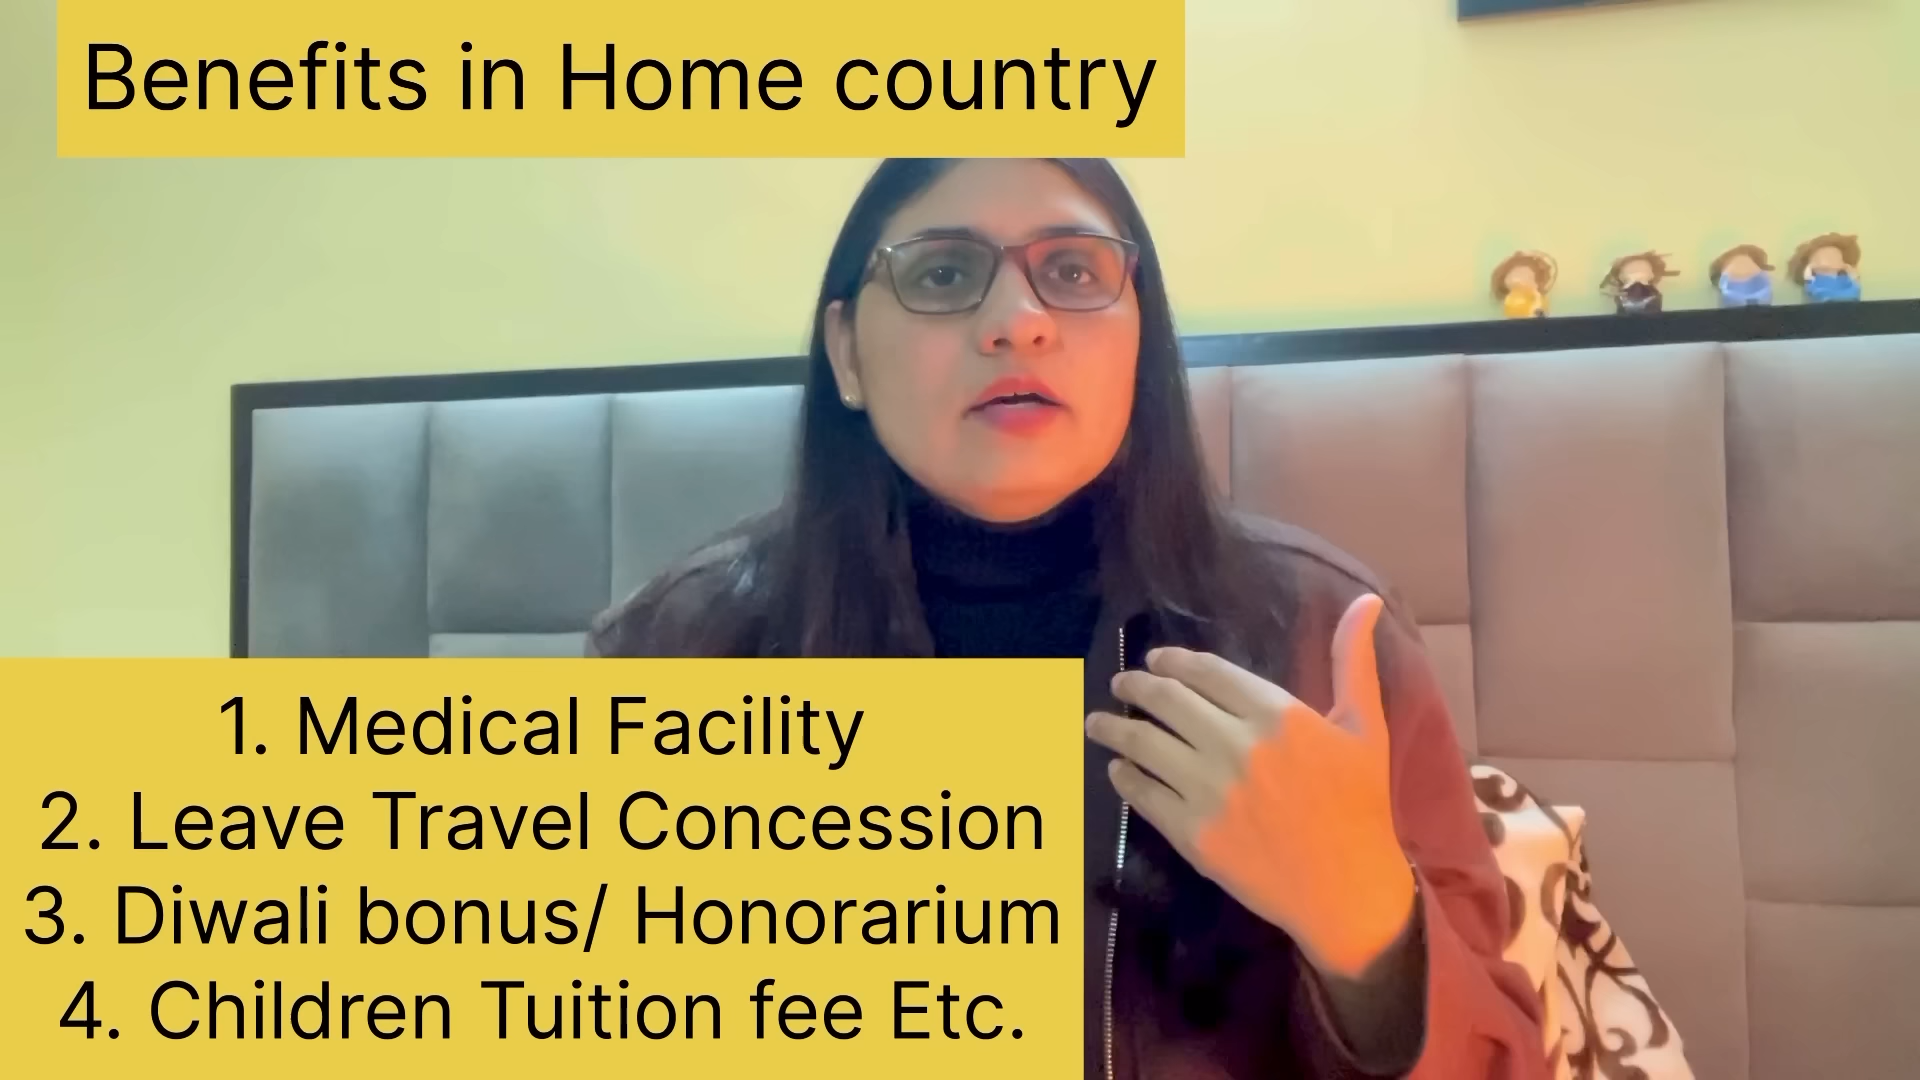 Benefits in Home country
1. Medical Facility
2. Leave Travel Concession
3. Diwali bonus/ Honorarium
4. Children Tuition fee Etc.